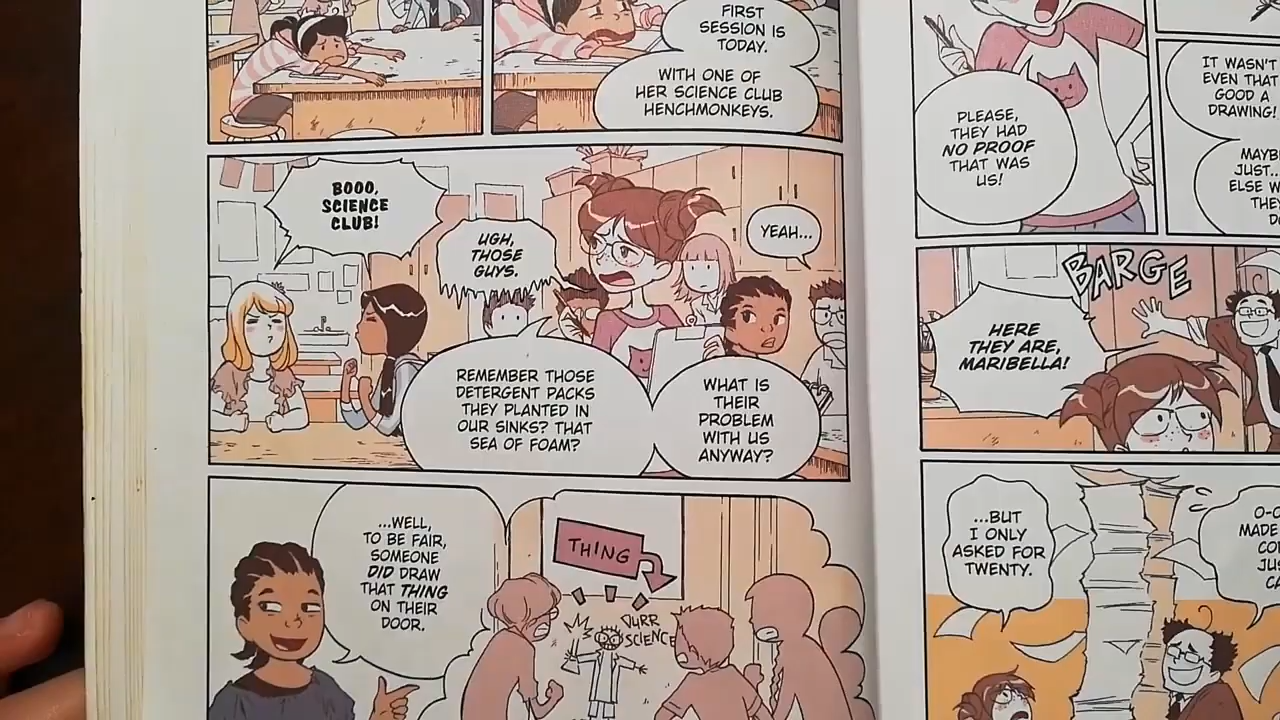 FIRST
SESSION IS
TODAY.
WITH ONE OF
HER SCIENCE CLUB
HENCHMONKEYS.
BOOO,
SCIENCE
CLUB!
UGH,
THOSE
GUYS.
YEAH...
REMEMBER THOSE
DETERGENT PACKS
THEY PLANTED IN
OUR SINKS? THAT
SEA OF FOAM?
WHAT IS
THEIR
PROBLEM
WITH US
ANYWAY?
...WELL,
TO BE FAIR,
SOMEONE
DID DRAW
THAT THING
ON THEIR
DOOR.
THING
DURR
SCIENCE
PLEASE,
THEY HAD
NO PROOF
THAT WAS
US!
IT WASN'T
EVEN THAT
GOOD A
DRAWING!
JUST...
ELSE
BARGE
HERE
THEY ARE,
MARIBELLA!
...BUT
I ONLY
ASKED FOR
TWENTY.
MADE